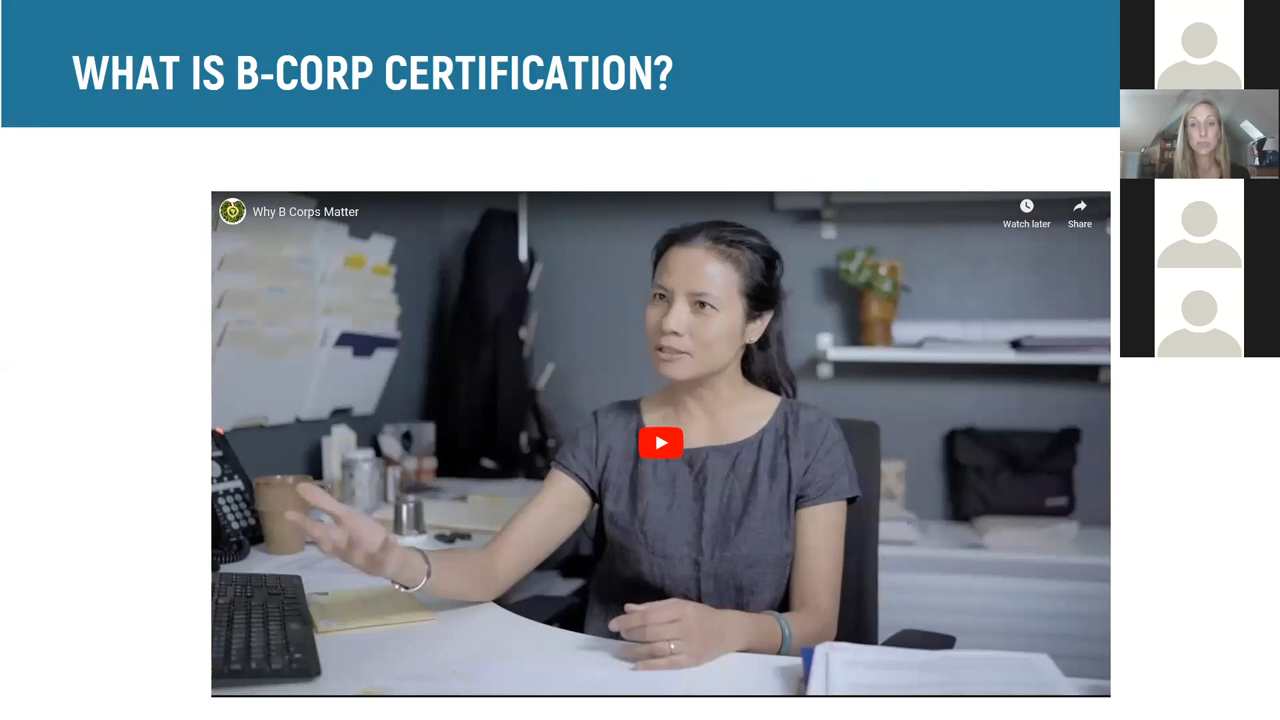 WHAT IS B-CORP CERTIFICATION?
Why B Corps Matter
Watch later
Share